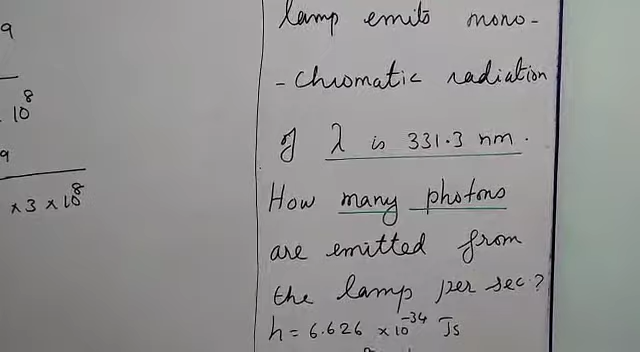 9
10⁸
9
× 3 × 10⁸
lamp emits mono-
- chromatic radiation
of λ is 331.3 nm.
How many photons
are emitted from
the lamp per sec?
h = 6.626 × 10⁻³⁴ Js